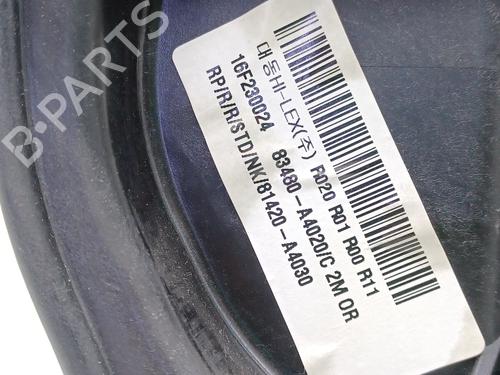 B-PARTS
대동HI-LEX(주) R020 R01 R00 R11
16F230024 83480-A4020/C 2M OR
RP/R/R/STD/NK/81420-A4030